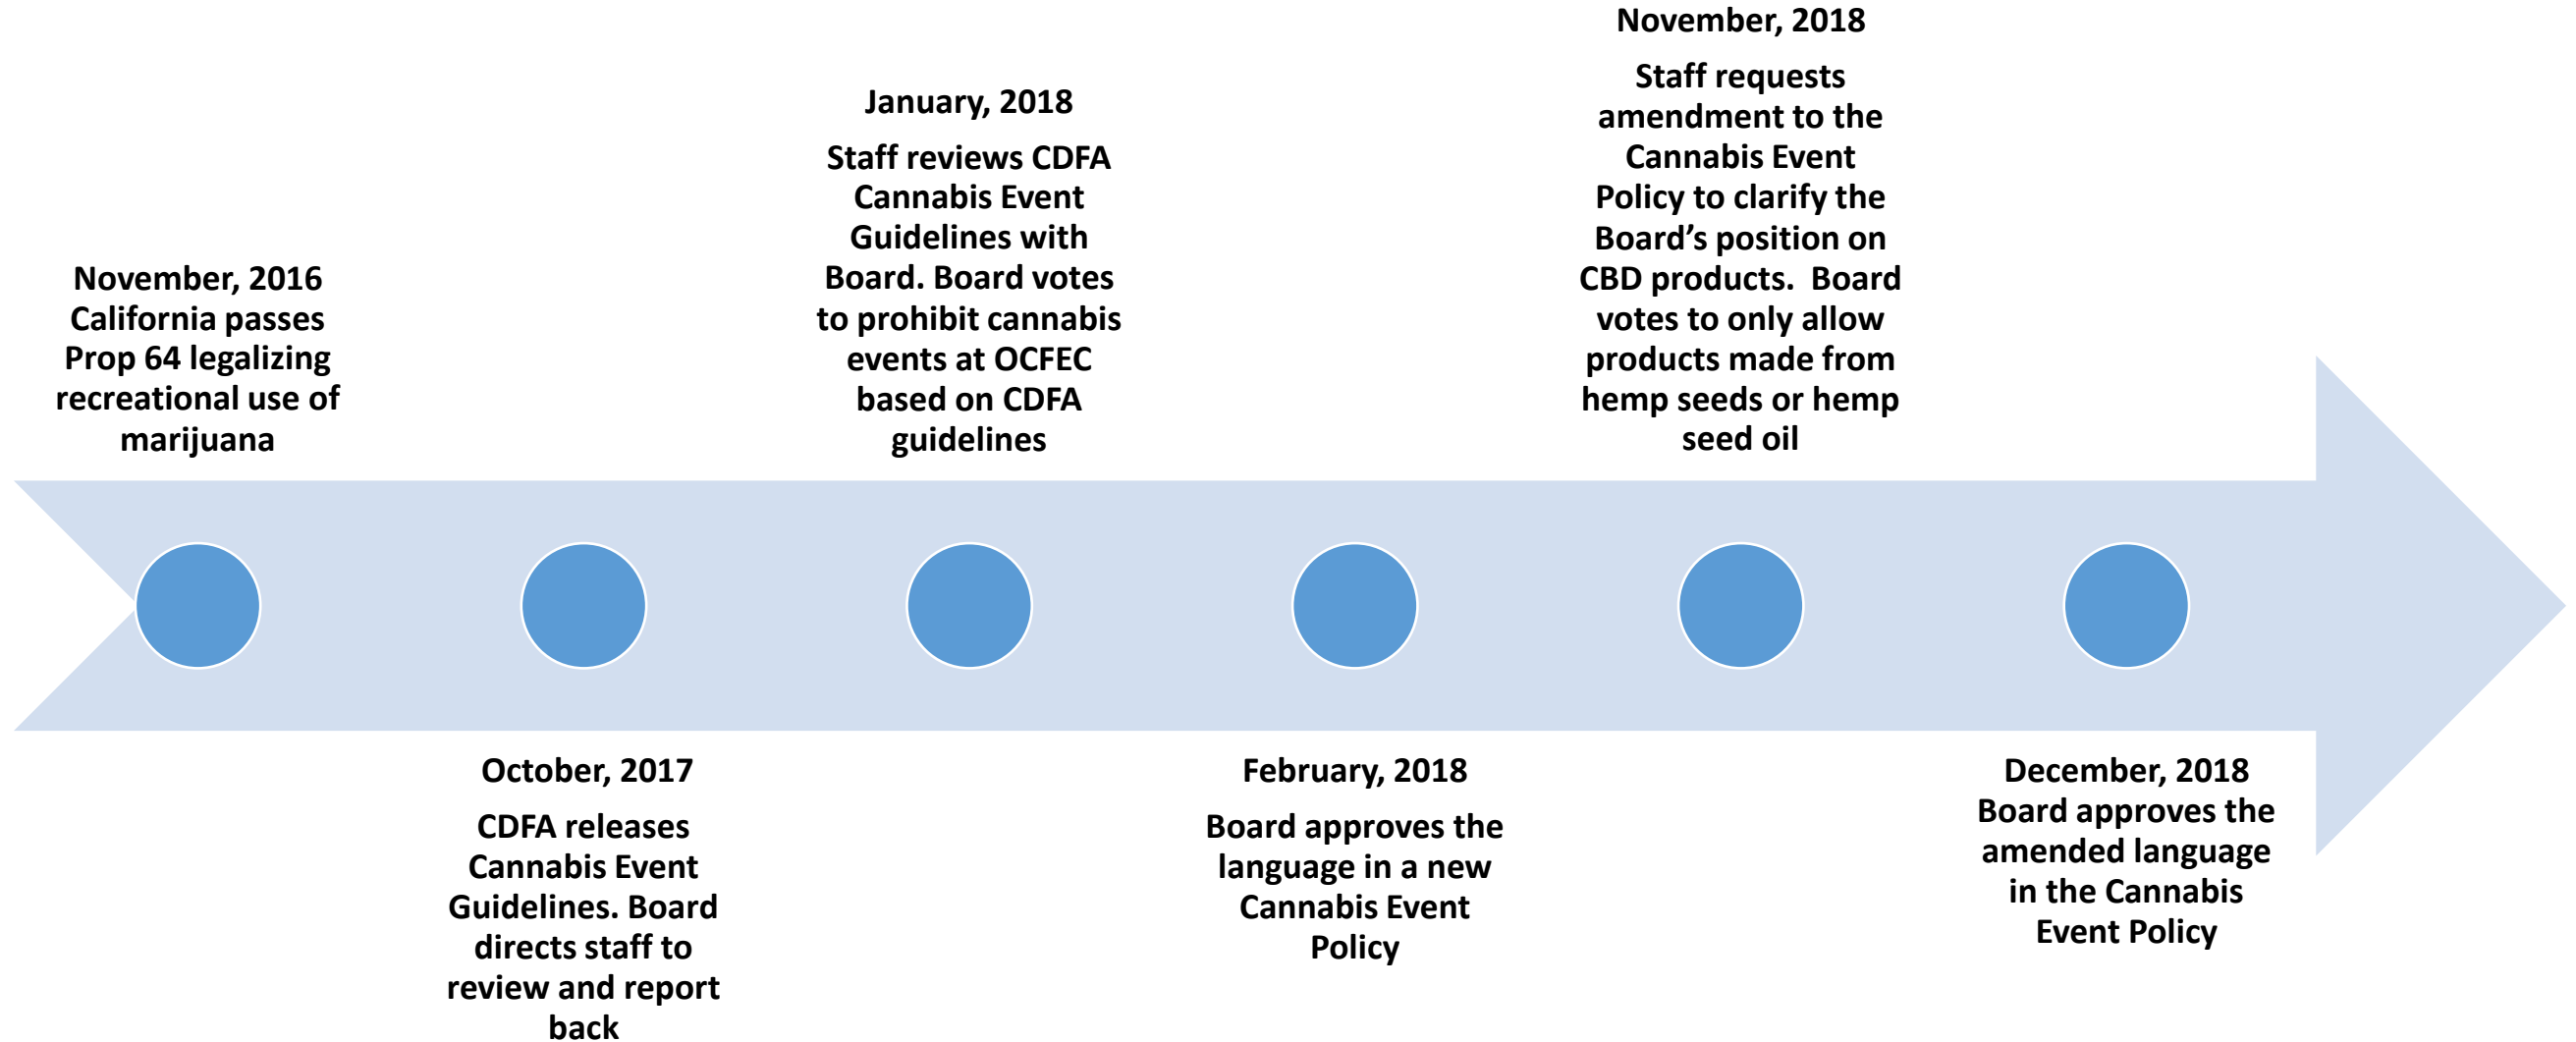 November, 2016
California passes
Prop 64 legalizing
recreational use of
marijuana
October, 2017
CDFA releases
Cannabis Event
Guidelines. Board
directs staff to
review and report
back
January, 2018
Staff reviews CDFA
Cannabis Event
Guidelines with
Board. Board votes
to prohibit cannabis
events at OCFEC
based on CDFA
guidelines
February, 2018
Board approves the
language in a new
Cannabis Event
Policy
November, 2018
Staff requests
amendment to the
Cannabis Event
Policy to clarify the
Board’s position on
CBD products.  Board
votes to only allow
products made from
hemp seeds or hemp
seed oil
December, 2018
Board approves the
amended language
in the Cannabis
Event Policy